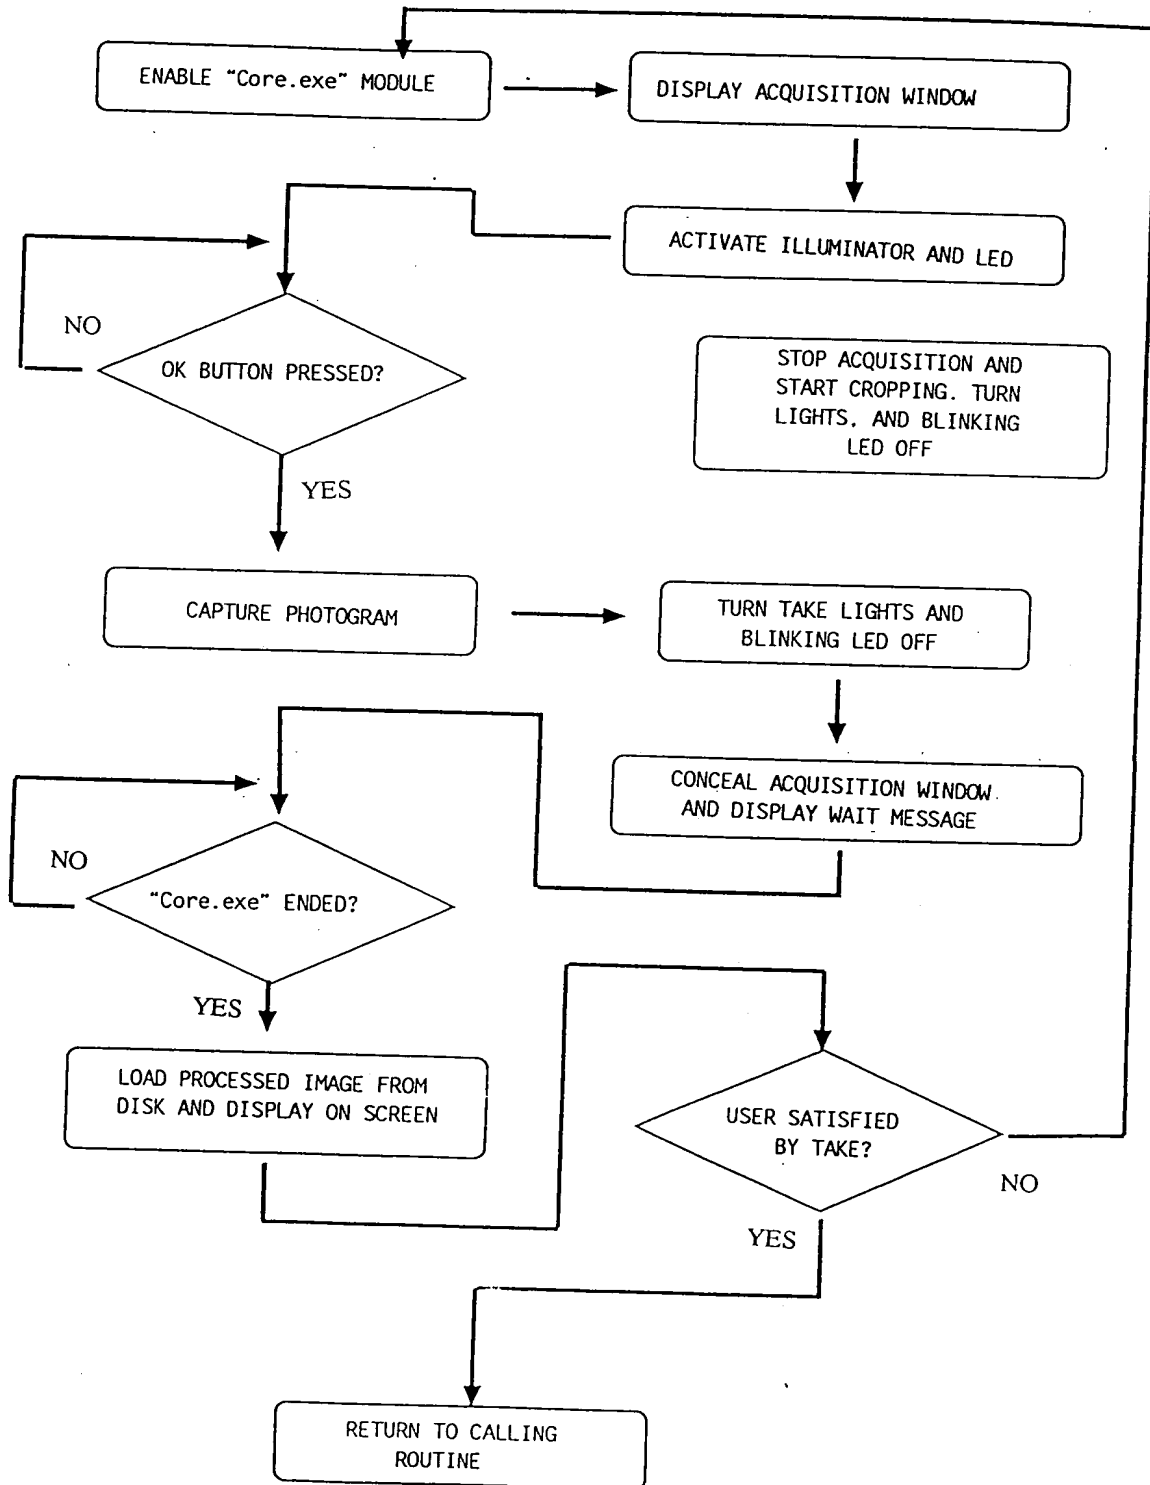 ENABLE "Core.exe" MODULE
DISPLAY ACQUISITION WINDOW
ACTIVATE ILLUMINATOR AND LED
NO
OK BUTTON PRESSED?
STOP ACQUISITION AND
START CROPPING. TURN
LIGHTS. AND BLINKING
LED OFF
YES
CAPTURE PHOTOGRAM
TURN TAKE LIGHTS AND
BLINKING LED OFF
CONCEAL ACQUISITION WINDOW
AND DISPLAY WAIT MESSAGE
NO
"Core.exe" ENDED?
YES
LOAD PROCESSED IMAGE FROM
DISK AND DISPLAY ON SCREEN
USER SATISFIED
BY TAKE?
NO
YES
RETURN TO CALLING
ROUTINE